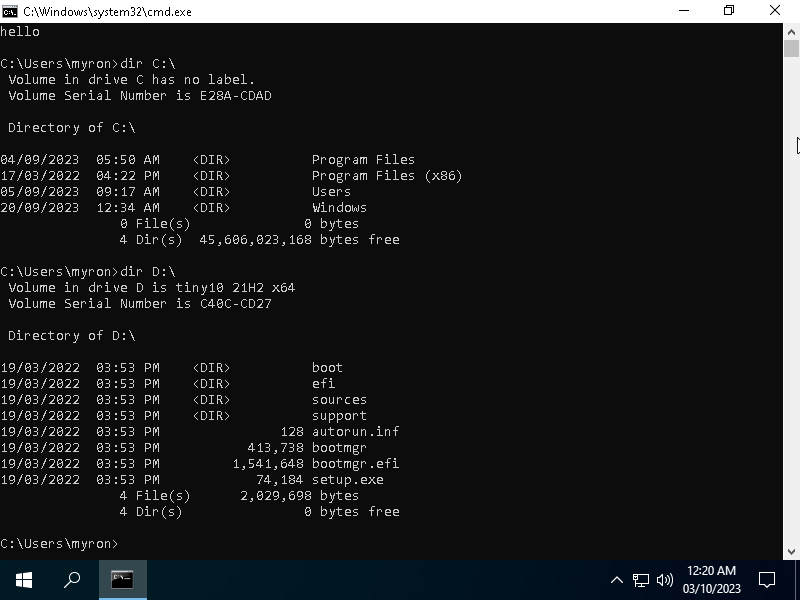 C:\Windows\system32\cmd.exe
hello
C:\Users\myron>dir C:\
Volume in drive C has no label.
Volume Serial Number is E28A-CDAD
Directory of C:\
04/09/2023  05:50 AM    <DIR>          Program Files
17/03/2022  04:22 PM    <DIR>          Program Files (x86)
05/09/2023  09:17 AM    <DIR>          Users
20/09/2023  12:34 AM    <DIR>          Windows
0 File(s)              0 bytes
4 Dir(s)  45,606,023,168 bytes free
C:\Users\myron>dir D:\
Volume in drive D is tiny10 21H2 x64
Volume Serial Number is C40C-CD27
Directory of D:\
19/03/2022  03:53 PM    <DIR>          boot
19/03/2022  03:53 PM    <DIR>          efi
19/03/2022  03:53 PM    <DIR>          sources
19/03/2022  03:53 PM    <DIR>          support
19/03/2022  03:53 PM               128 autorun.inf
19/03/2022  03:53 PM           413,738 bootmgr
19/03/2022  03:53 PM         1,541,648 bootmgr.efi
19/03/2022  03:53 PM            74,184 setup.exe
4 File(s)      2,029,698 bytes
4 Dir(s)               0 bytes free
C:\Users\myron>
12:20 AM
03/10/2023